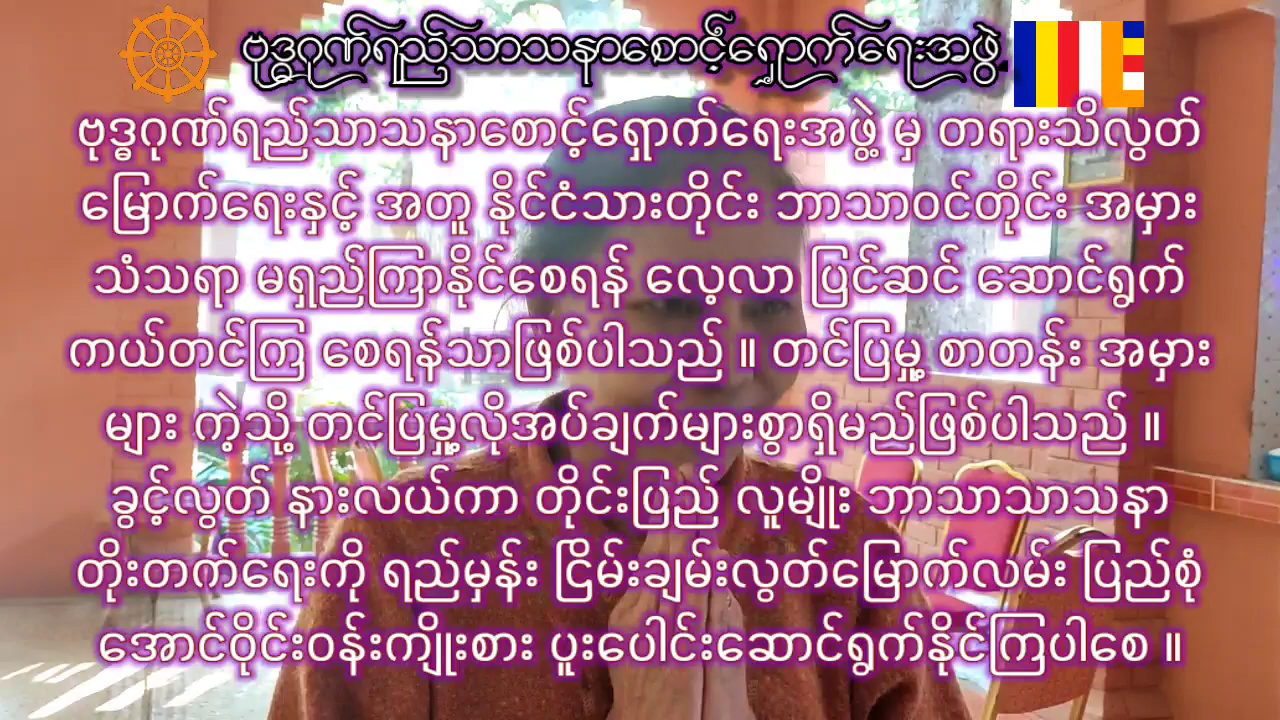 ဗုဒ္ဓဂုဏ်ရည်သာသနာစောင့်ရှောက်ရေးအဖွဲ့
ဗုဒ္ဓဂုဏ်ရည်သာသနာစောင့်ရှောက်ရေးအဖွဲ့ မှ တရားသိလွတ်
မြောက်ရေးနှင့် အတူ နိုင်ငံသားတိုင်း ဘာသာဝင်တိုင်း အမှား
သံသရာ မရှည်ကြာနိုင်စေရန် လေ့လာ ပြင်ဆင် ဆောင်ရွက်
ကယ်တင်ကြ စေရန်သာဖြစ်ပါသည် ။ တင်ပြမှု့ စာတန်း အမှား
များ ကဲ့သို့ တင်ပြမှု့လိုအပ်ချက်များစွာရှိမည်ဖြစ်ပါသည် ။
ခွင့်လွတ် နားလယ်ကာ တိုင်းပြည် လူမျိုး ဘာသာသာသနာ
တိုးတက်ရေးကို ရည်မှန်း ငြိမ်းချမ်းလွတ်မြောက်လမ်း ပြည်စုံ
အောင်ဝိုင်းဝန်းကျိုးစား ပူးပေါင်းဆောင်ရွက်နိုင်ကြပါစေ ။